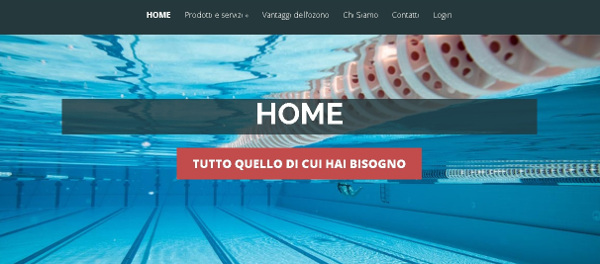 HOME Prodotti e servizi » Vantaggi dell'ozono Chi Siamo Contatti Login
HOME
TUTTO QUELLO DI CUI HAI BISOGNO